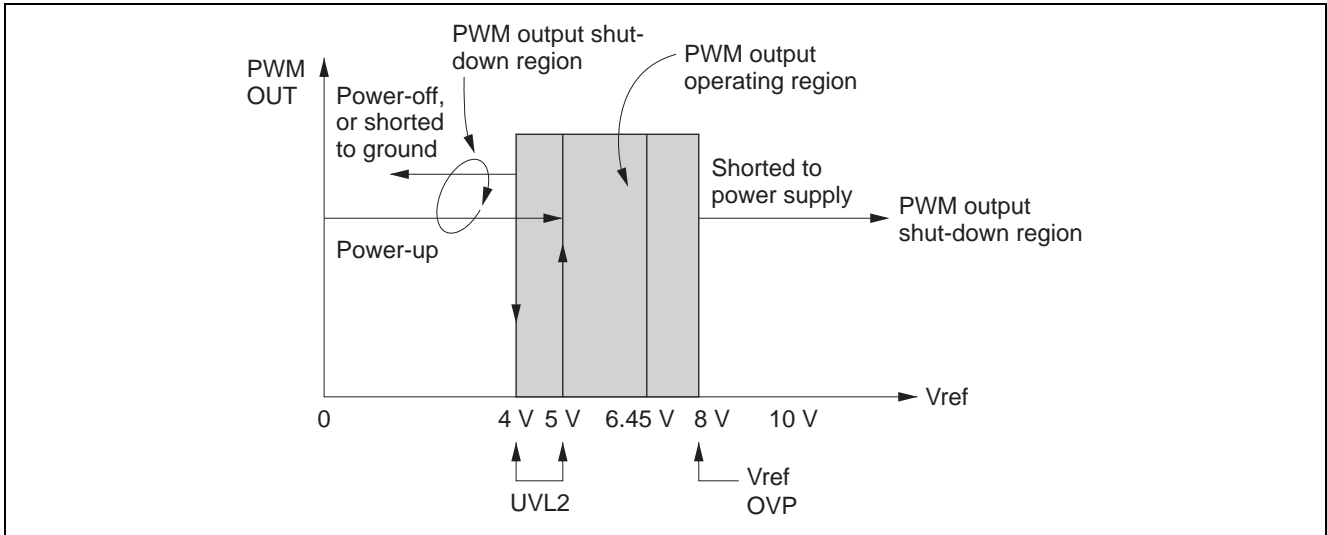 PWM output shut-
down region
PWM output
operating region
PWM
OUT
Power-off,
or shorted
to ground
Shorted to
power supply
PWM output
shut-down region
Power-up
Vref
0
4 V
5 V
6.45 V
8 V
10 V
UVL2
Vref
OVP